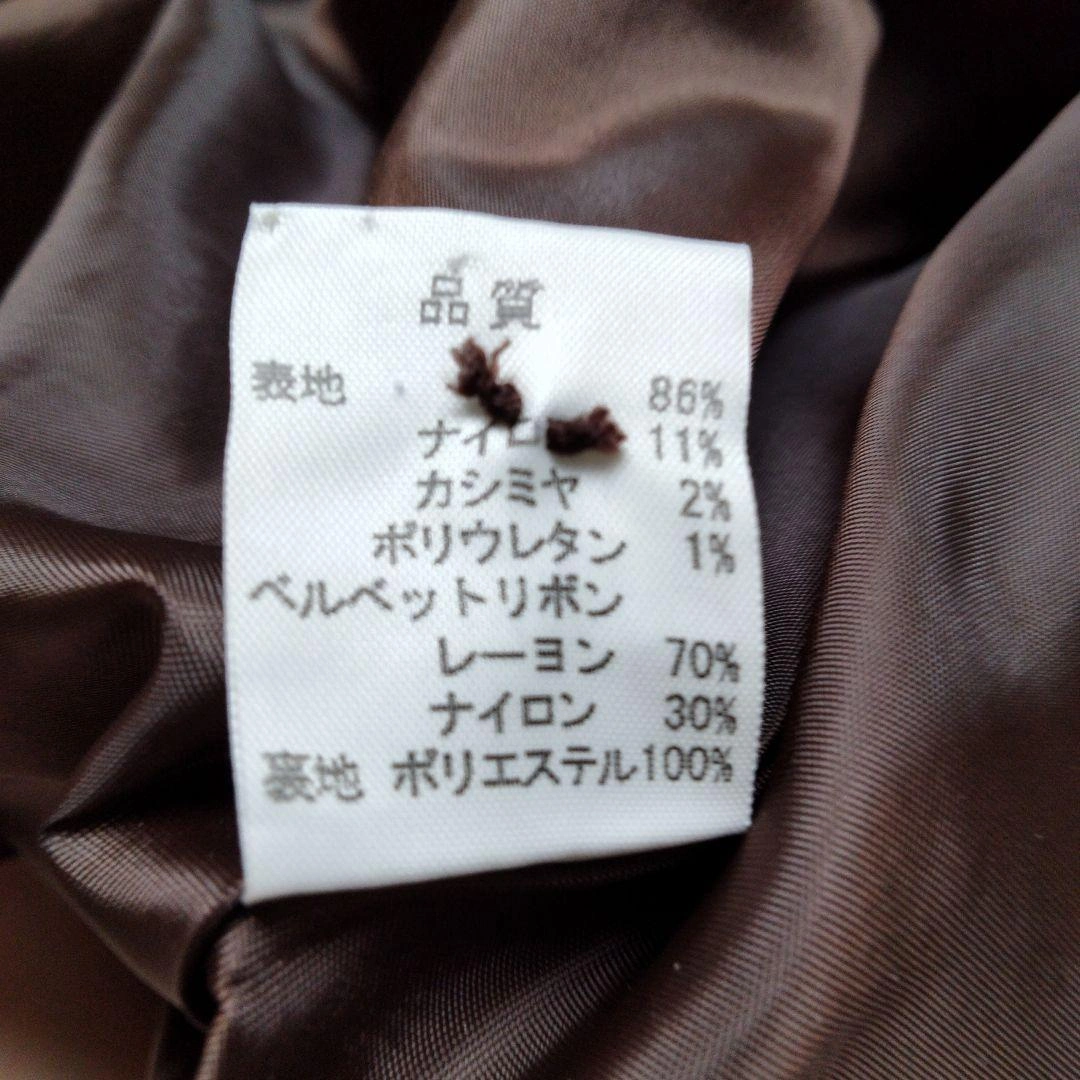 品質
表地 86%
ナイロ 11%
カシミヤ 2%
ポリウレタン 1%
ベルベットリボン
レーヨン 70%
ナイロン 30%
裏地 ポリエステル100%